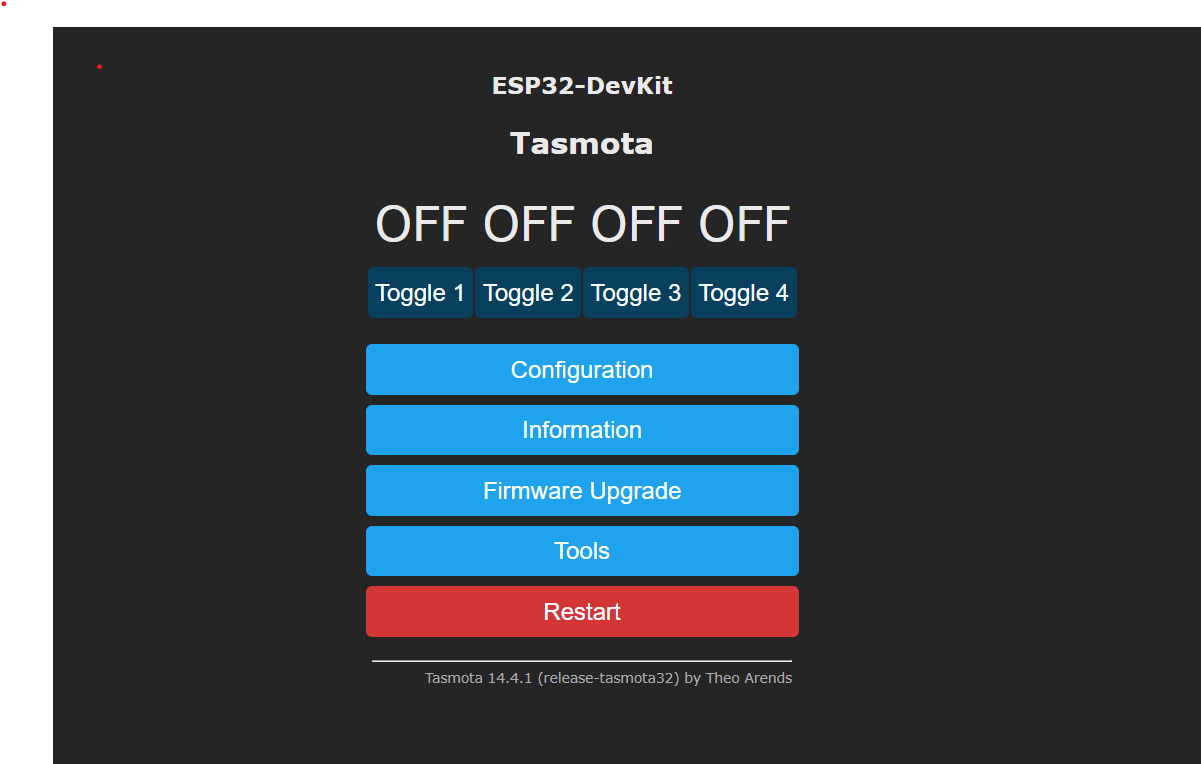 ESP32-DevKit
Tasmota
OFF OFF OFF OFF
Toggle 1 Toggle 2 Toggle 3 Toggle 4
Configuration
Information
Firmware Upgrade
Tools
Restart
Tasmota 14.4.1 (release-tasmota32) by Theo Arends